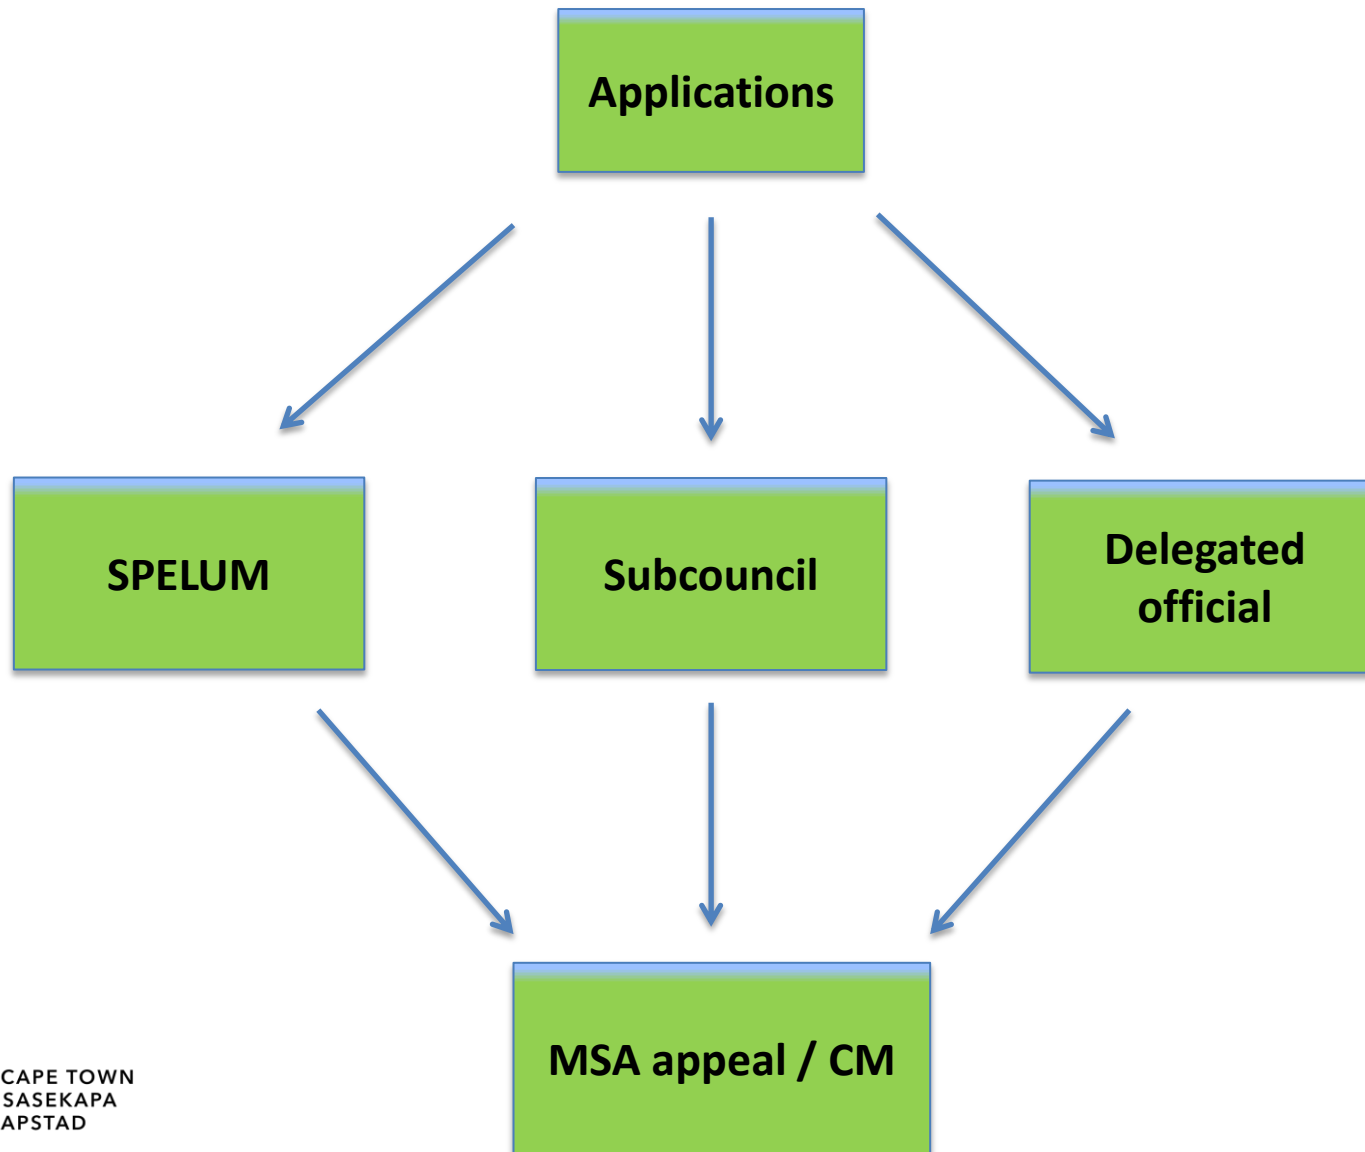 Applications
SPELUM
Subcouncil
Delegated
official
MSA appeal / CM
CAPE TOWN
SASEKAPA
APSTAD